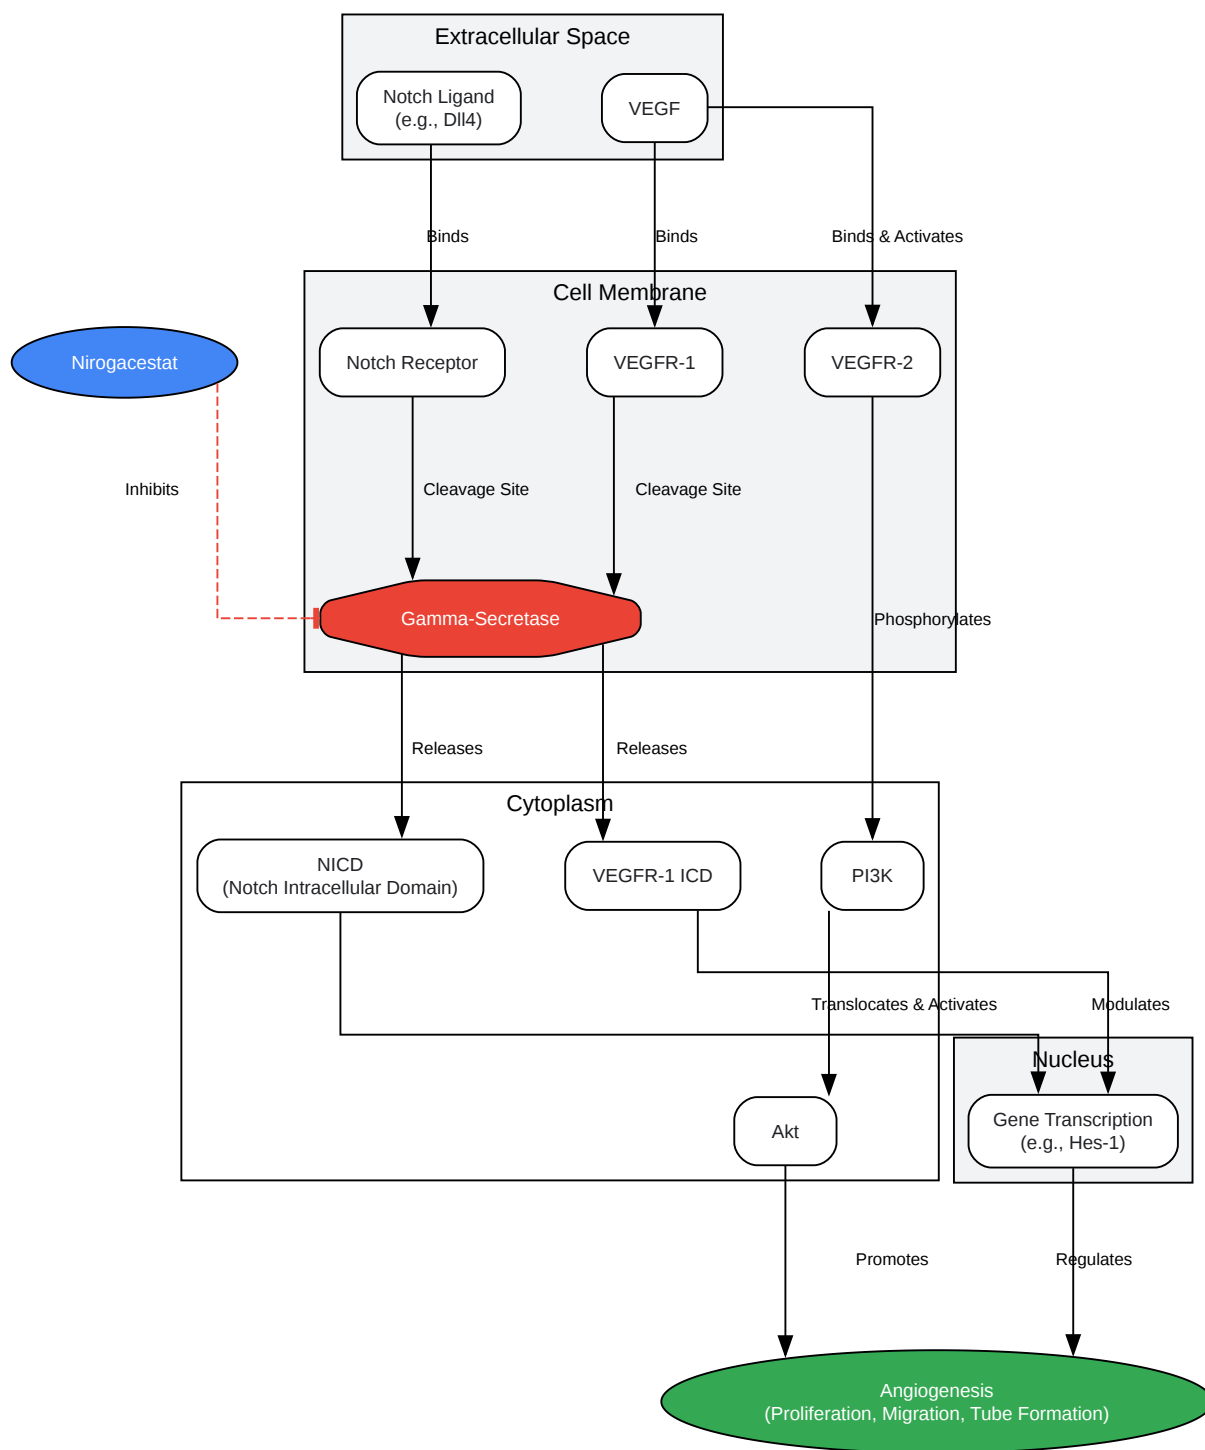 Extracellular Space
Notch Ligand
(e.g., Dll4)
VEGF
Binds
Binds
Binds & Activates
Cell Membrane
Nirogacestat
Notch Receptor
VEGFR-1
VEGFR-2
Inhibits
Cleavage Site
Cleavage Site
Gamma-Secretase
Phosphorylates
Releases
Releases
Cytoplasm
NICD
(Notch Intracellular Domain)
VEGFR-1 ICD
PI3K
Translocates & Activates
Modulates
Nucleus
Akt
Gene Transcription
(e.g., Hes-1)
Promotes
Regulates
Angiogenesis
(Proliferation, Migration, Tube Formation)